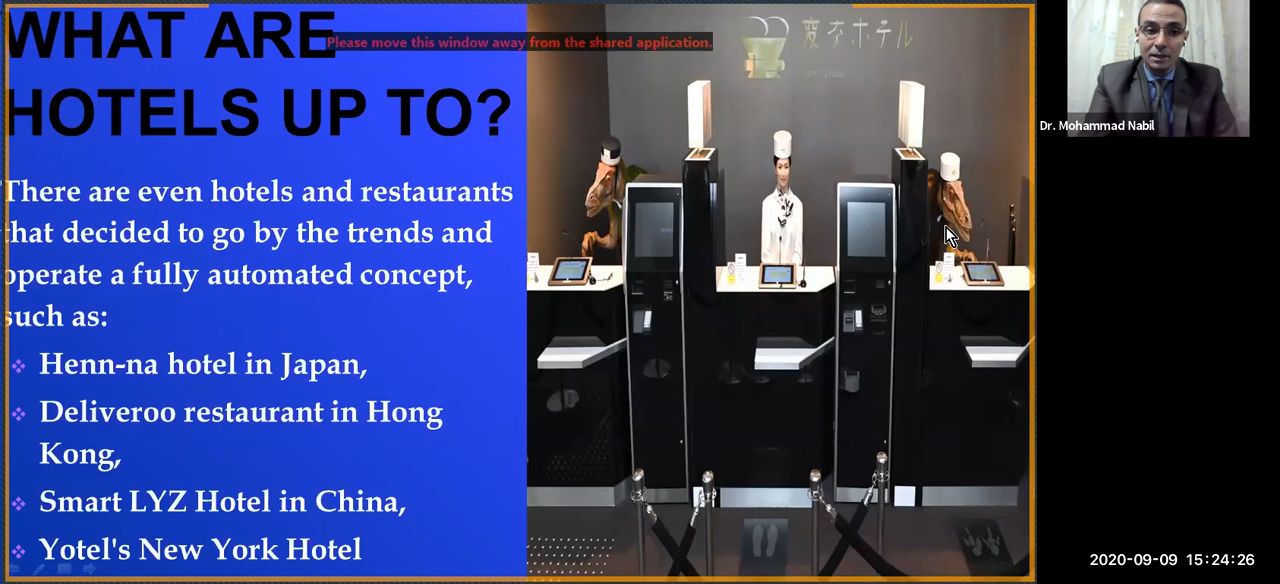 WHAT ARE
Please move this window away from the shared application.
HOTELS UP TO?
There are even hotels and restaurants
that decided to go by the trends and
operate a fully automated concept,
such as:
Henn-na hotel in Japan,
Deliveroo restaurant in Hong
Kong,
Smart LYZ Hotel in China,
Yotel's New York Hotel
変なホテル
Dr. Mohammad Nabil
2020-09-09 15:24:26